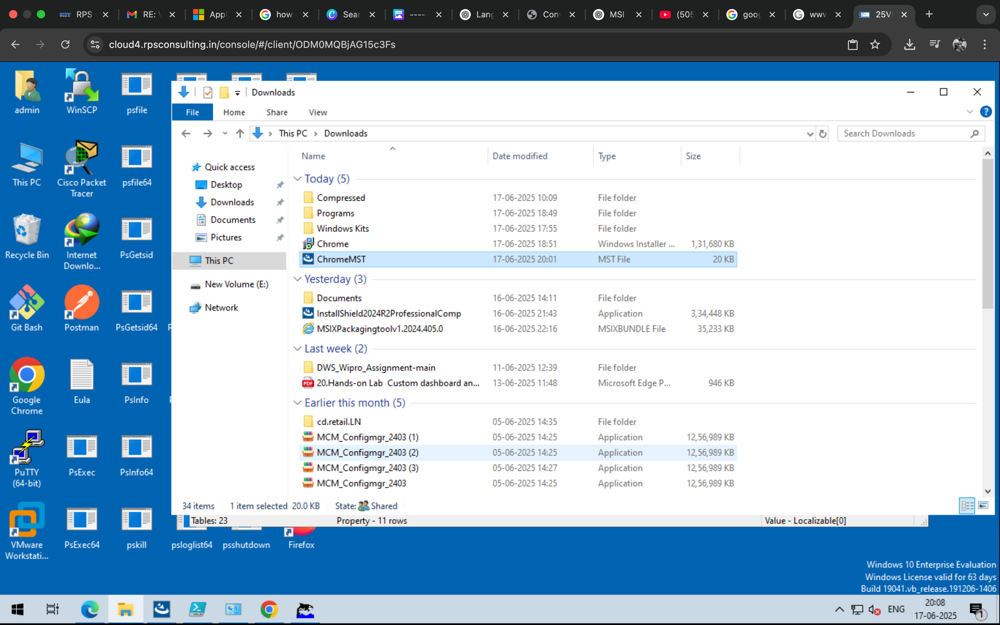 RPS
RE: W
Appl
how
Sear
----
Lang
Conv
MSI
(505
goog
www
25VI
cloud4.rpsconsulting.in/console/#/client/ODM0MQBjAG15c3Fs
admin
WinSCP
psfile
This PC
Cisco Packet
Tracer
psfile64
Recycle Bin
Internet
Downlo...
PsGetsid
Git Bash
Postman
PsGetsid64
Google
Chrome
Eula
PsInfo
PuTTY
(64-bit)
PsExec
PsInfo64
VMware
Workstati...
PsExec64
pskill
psloglist64
psshutdown
Firefox
Downloads
File
Home
Share
View
This PC
Downloads
Search Downloads
Quick access
Desktop
Downloads
Documents
Pictures
This PC
New Volume (E:)
Network
Name Date modified Type Size
Today (5)
Compressed 17-06-2025 10:09 File folder
Programs 17-06-2025 18:49 File folder
Windows Kits 17-06-2025 17:55 File folder
Chrome 17-06-2025 18:51 Windows Installer ... 1,31,680 KB
ChromeMST 17-06-2025 20:01 MST File 20 KB
Yesterday (3)
Documents 16-06-2025 14:11 File folder
InstallShield2024R2ProfessionalComp 16-06-2025 21:43 Application 3,34,448 KB
MSIXPackagingtoolv1.2024.405.0 16-06-2025 22:16 MSIXBUNDLE File 35,233 KB
Last week (2)
DWS_Wipro_Assignment-main 11-06-2025 12:39 File folder
PDF 20.Hands-on Lab Custom dashboard an... 13-06-2025 11:48 Microsoft Edge P... 946 KB
Earlier this month (5)
cd.retail.LN 05-06-2025 14:35 File folder
MCM_Configmgr_2403 (1) 05-06-2025 14:25 Application 12,56,989 KB
MCM_Configmgr_2403 (2) 05-06-2025 14:25 Application 12,56,989 KB
MCM_Configmgr_2403 (3) 05-06-2025 14:27 Application 12,56,989 KB
MCM_Configmgr_2403 05-06-2025 14:25 Application 12,56,989 KB
34 items 1 item selected 20.0 KB State: Shared
Tables: 23 Property - 11 rows Value - Localizable[0]
Windows 10 Enterprise Evaluation
Windows License valid for 63 days
Build 19041.vb_release.191206-1406
ENG
20:08
17-06-2025
1